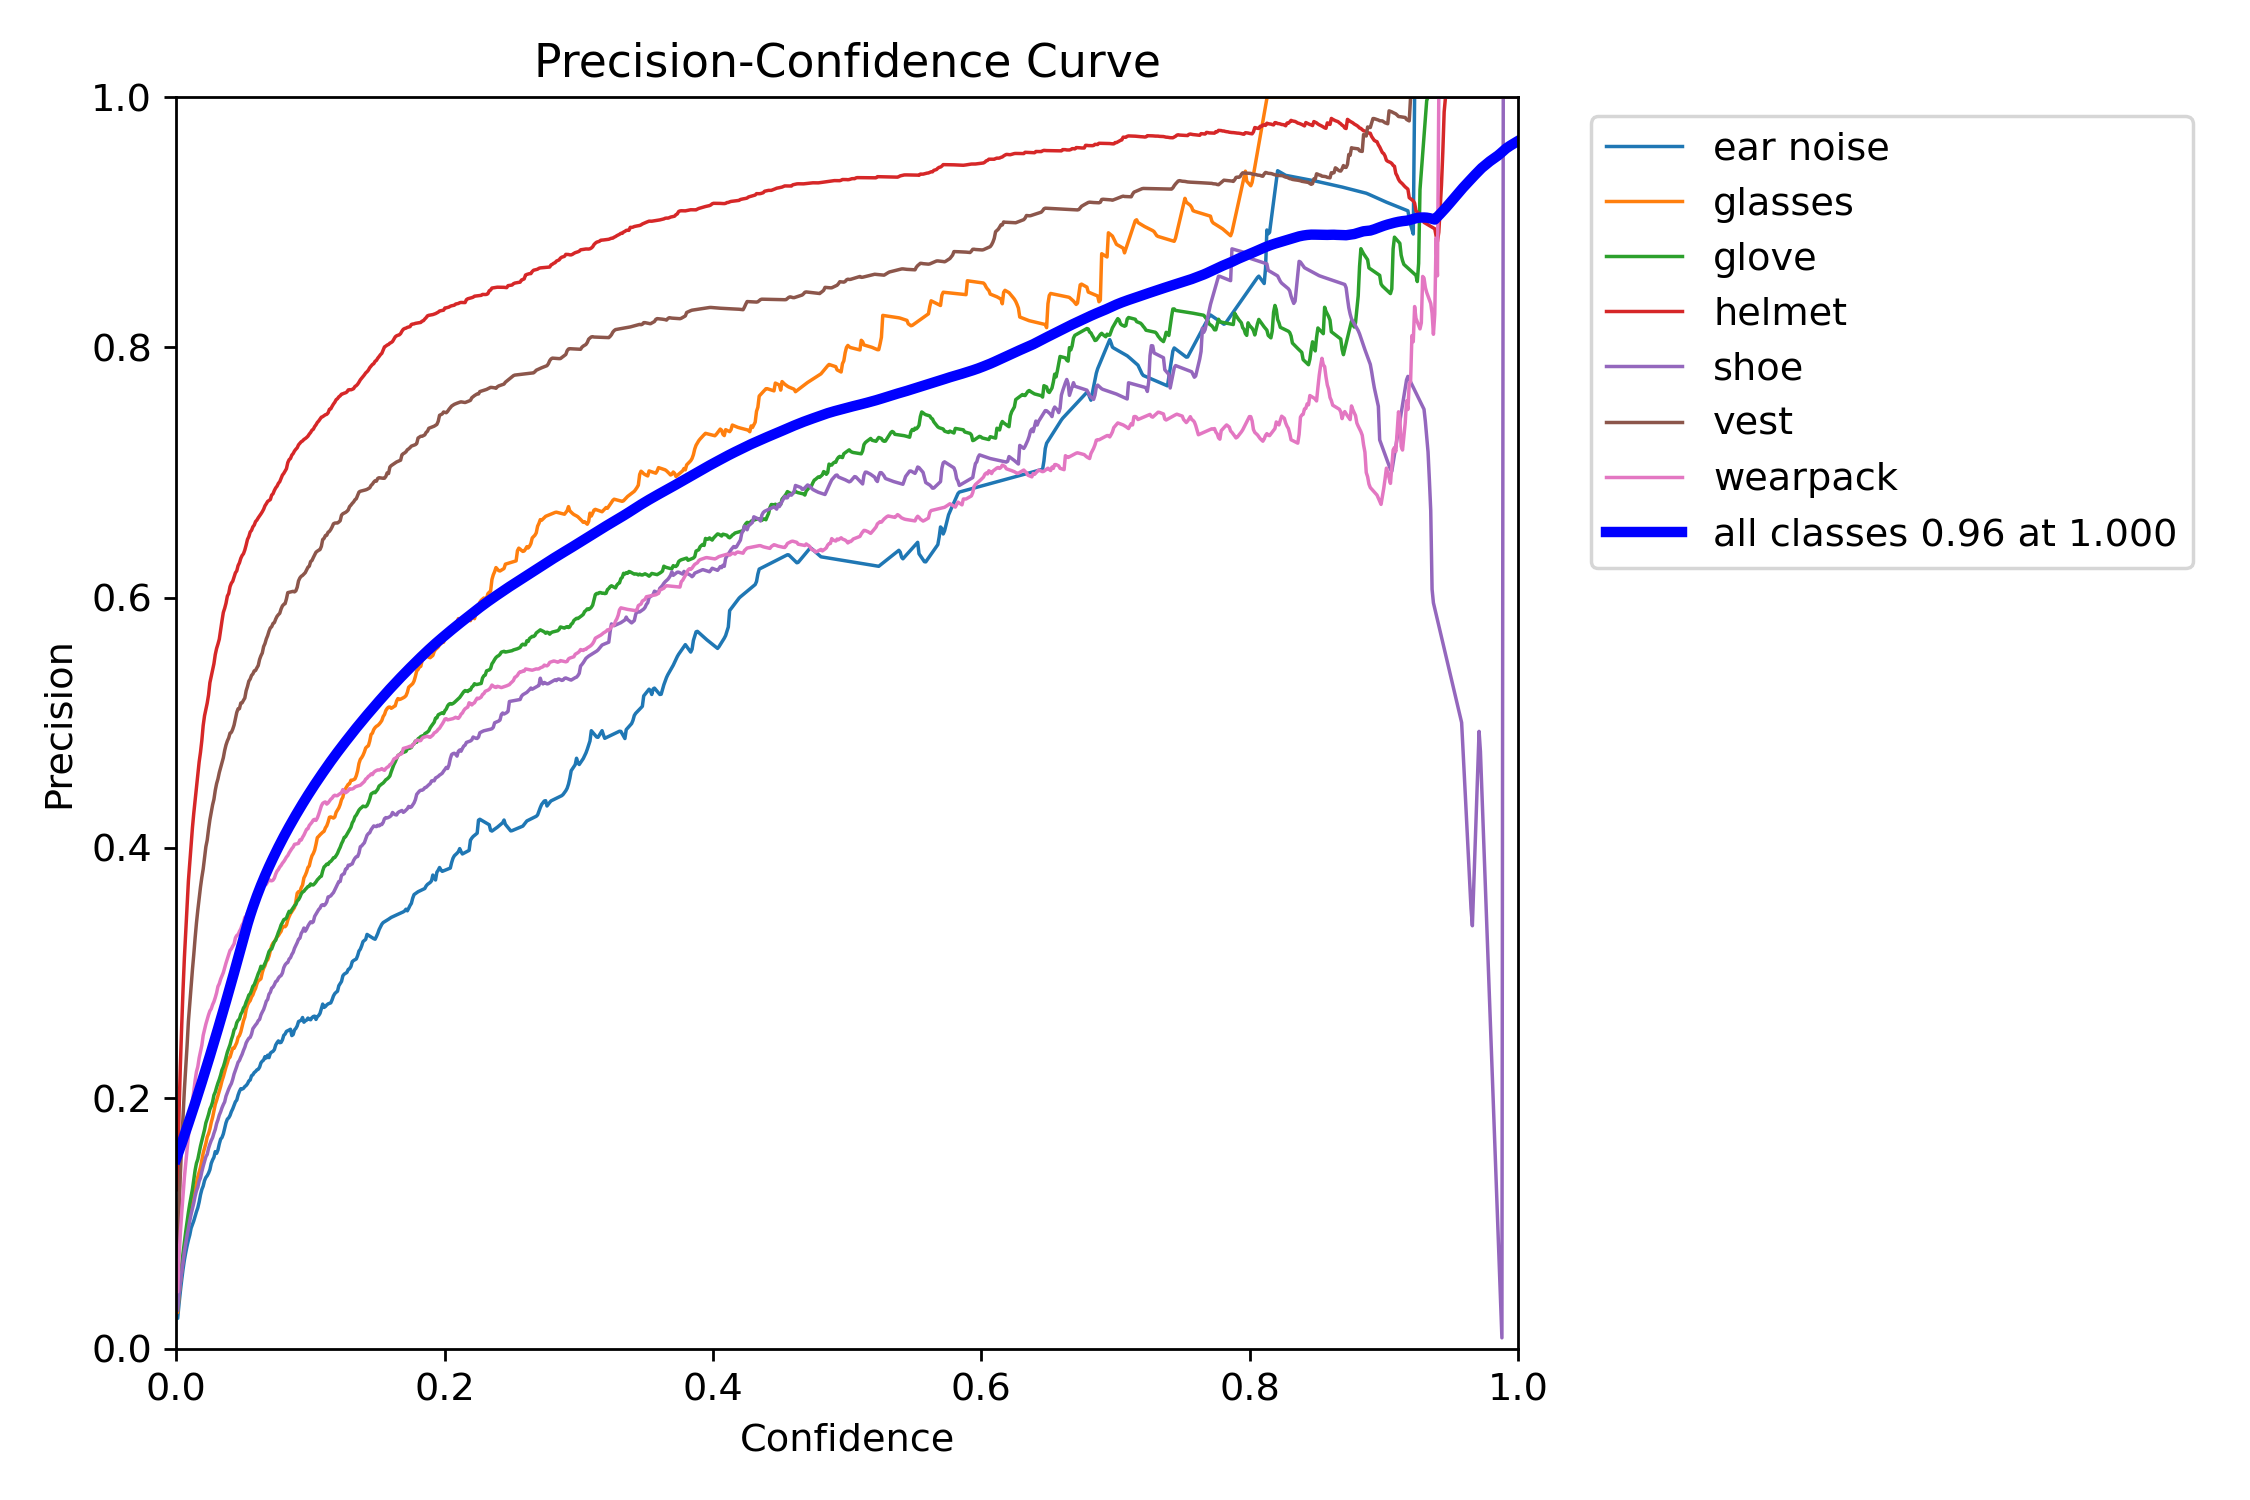 Precision-Confidence Curve
1.0
0.8
0.6
0.4
0.2
0.0
Precision
0.0 0.2 0.4 0.6 0.8 1.0
Confidence
ear noise
glasses
glove
helmet
shoe
vest
wearpack
all classes 0.96 at 1.000